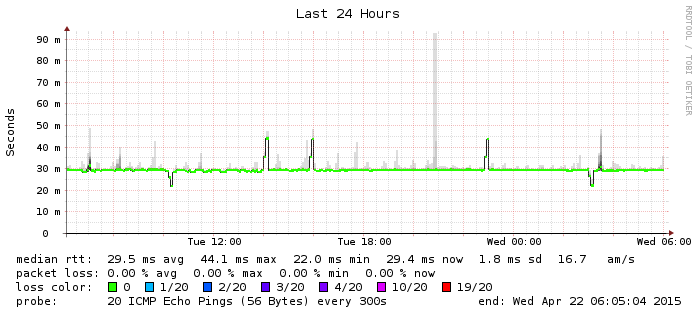 Last 24 Hours
RRDTOOL / TOBI OETIKER
Seconds
90 m
80 m
70 m
60 m
50 m
40 m
30 m
20 m
10 m
0
Tue 12:00 Tue 18:00 Wed 00:00 Wed 06:00
median rtt: 29.5 ms avg 44.1 ms max 22.0 ms min 29.4 ms now 1.8 ms sd 16.7 am/s
packet loss: 0.00 % avg 0.00 % max 0.00 % min 0.00 % now
loss color: 0 1/20 2/20 3/20 4/20 10/20 19/20
probe: 20 ICMP Echo Pings (56 Bytes) every 300s end: Wed Apr 22 06:05:04 2015